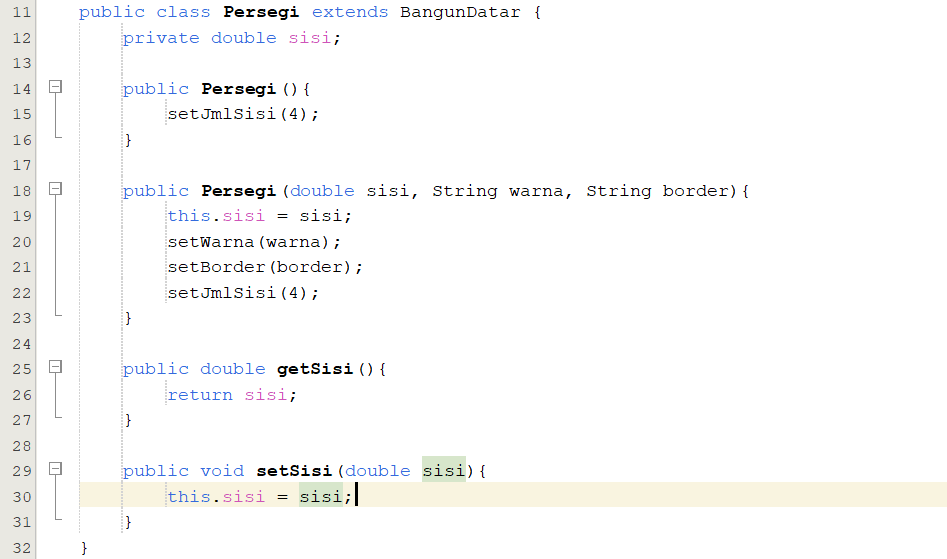 11 public class Persegi extends BangunDatar {
12 private double sisi;
13
14 public Persegi(){
15 setJmlSisi(4);
16 }
17
18 public Persegi(double sisi, String warna, String border){
19 this.sisi = sisi;
20 setWarna(warna);
21 setBorder(border);
22 setJmlSisi(4);
23 }
24
25 public double getSisi(){
26 return sisi;
27 }
28
29 public void setSisi(double sisi){
30 this.sisi = sisi;
31 }
32 }